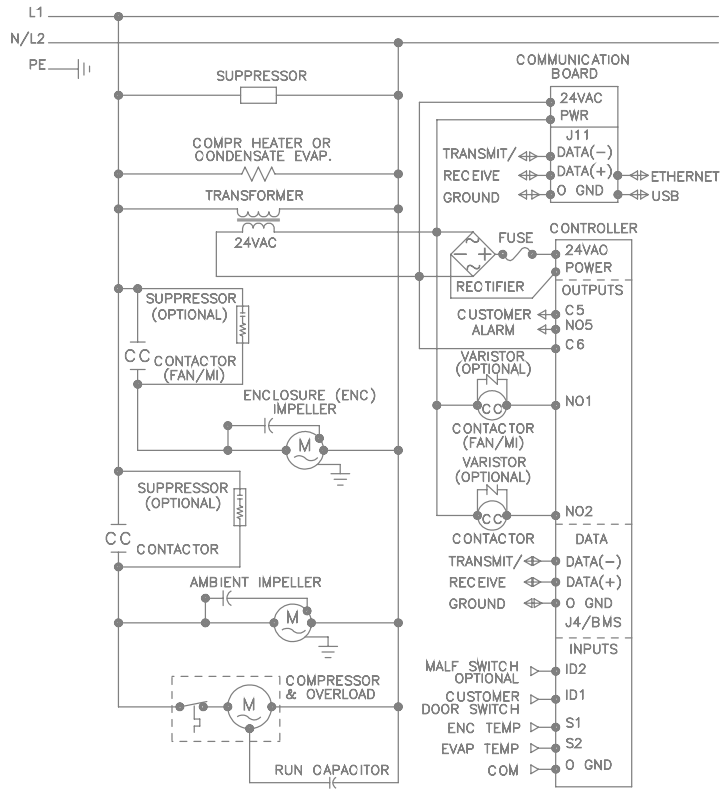 L1
N/L2
PE
SUPPRESSOR
COMPR HEATER OR
CONDENSATE EVAP.
TRANSFORMER
24VAC
COMMUNICATION
BOARD
24VAC
PWR
J11
TRANSMIT/
DATA(-)
RECEIVE
DATA(+)
ETHERNET
GROUND
O GND
USB
CONTROLLER
FUSE
24VAO
POWER
RECTIFIER
- +
OUTPUTS
SUPPRESSOR
(OPTIONAL)
CUSTOMER
ALARM
C5
NO5
C6
CC
CONTACTOR
(FAN/MI)
VARISTOR
(OPTIONAL)
CC
NO1
CONTACTOR
(FAN/MI)
ENCLOSURE (ENC)
IMPELLER
M
VARISTOR
(OPTIONAL)
CC
NO2
CONTACTOR
SUPPRESSOR
(OPTIONAL)
CC
CONTACTOR
DATA
TRANSMIT/
DATA(-)
RECEIVE
DATA(+)
GROUND
O GND
J4/BMS
AMBIENT IMPELLER
M
INPUTS
MALF SWITCH
OPTIONAL
ID2
CUSTOMER
DOOR SWITCH
ID1
ENC TEMP
S1
EVAP TEMP
S2
COM
O GND
COMPRESSOR
& OVERLOAD
M
RUN CAPACITOR